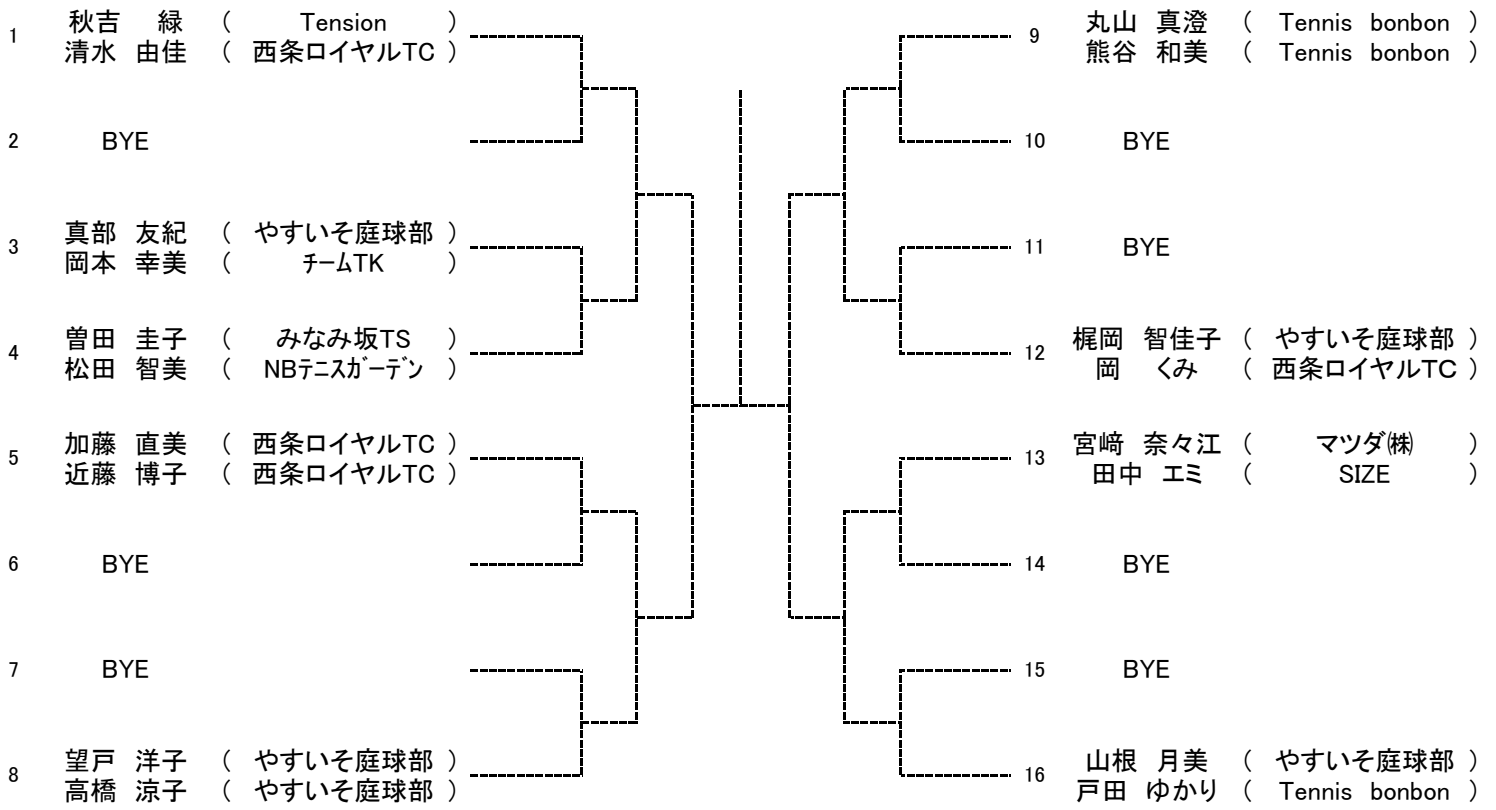 1 秋吉 緑 ( Tension )
清水 由佳 ( 西条ロイヤルTC )
2 BYE
3 真部 友紀 ( やすいそ庭球部 )
岡本 幸美 ( ﾁｰﾑTK )
4 曽田 圭子 ( みなみ坂TS )
松田 智美 ( NBﾃﾆｽｶﾞｰﾃﾞﾝ )
5 加藤 直美 ( 西条ロイヤルTC )
近藤 博子 ( 西条ロイヤルTC )
6 BYE
7 BYE
8 望戸 洋子 ( やすいそ庭球部 )
高橋 涼子 ( やすいそ庭球部 )
9 丸山 真澄 ( Tennis bonbon )
熊谷 和美 ( Tennis bonbon )
10 BYE
11 BYE
12 梶岡 智佳子 ( やすいそ庭球部 )
岡 くみ ( 西条ロイヤルTC )
13 宮﨑 奈々江 ( マツダ㈱ )
田中 エミ ( SIZE )
14 BYE
15 BYE
16 山根 月美 ( やすいそ庭球部 )
戸田 ゆかり ( Tennis bonbon )